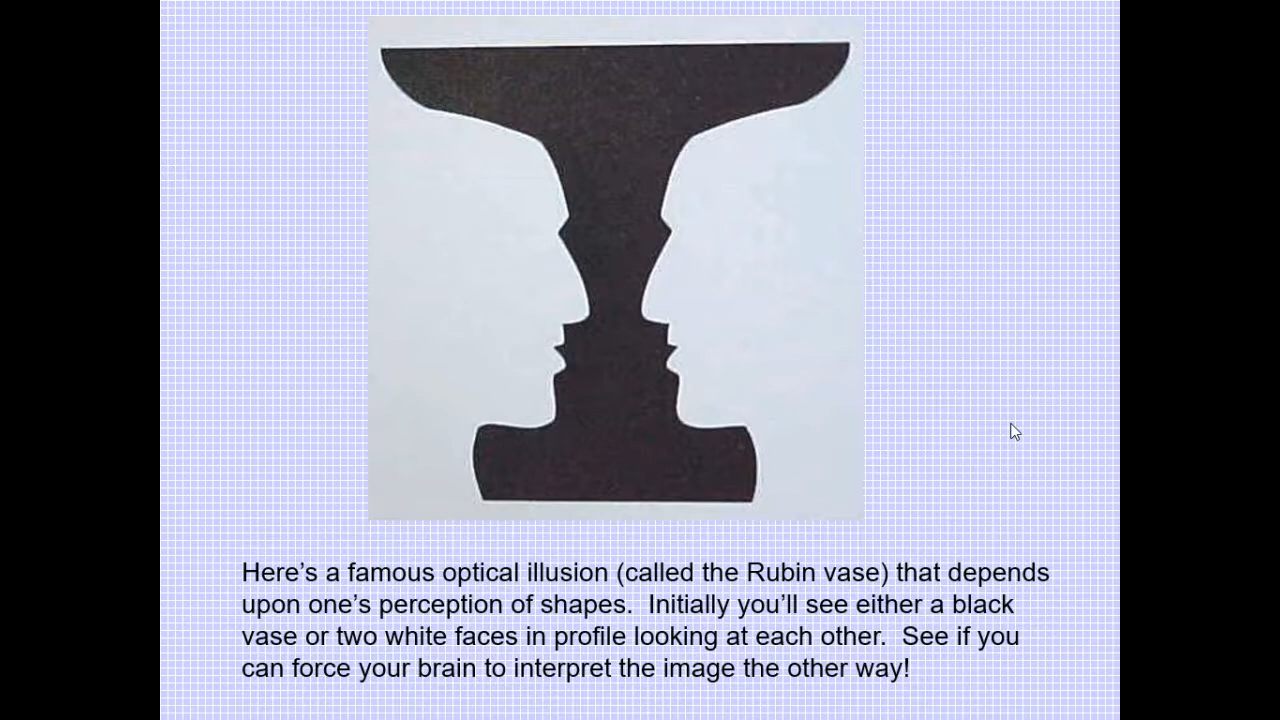 Here’s a famous optical illusion (called the Rubin vase) that depends
upon one’s perception of shapes.  Initially you’ll see either a black
vase or two white faces in profile looking at each other.  See if you
can force your brain to interpret the image the other way!